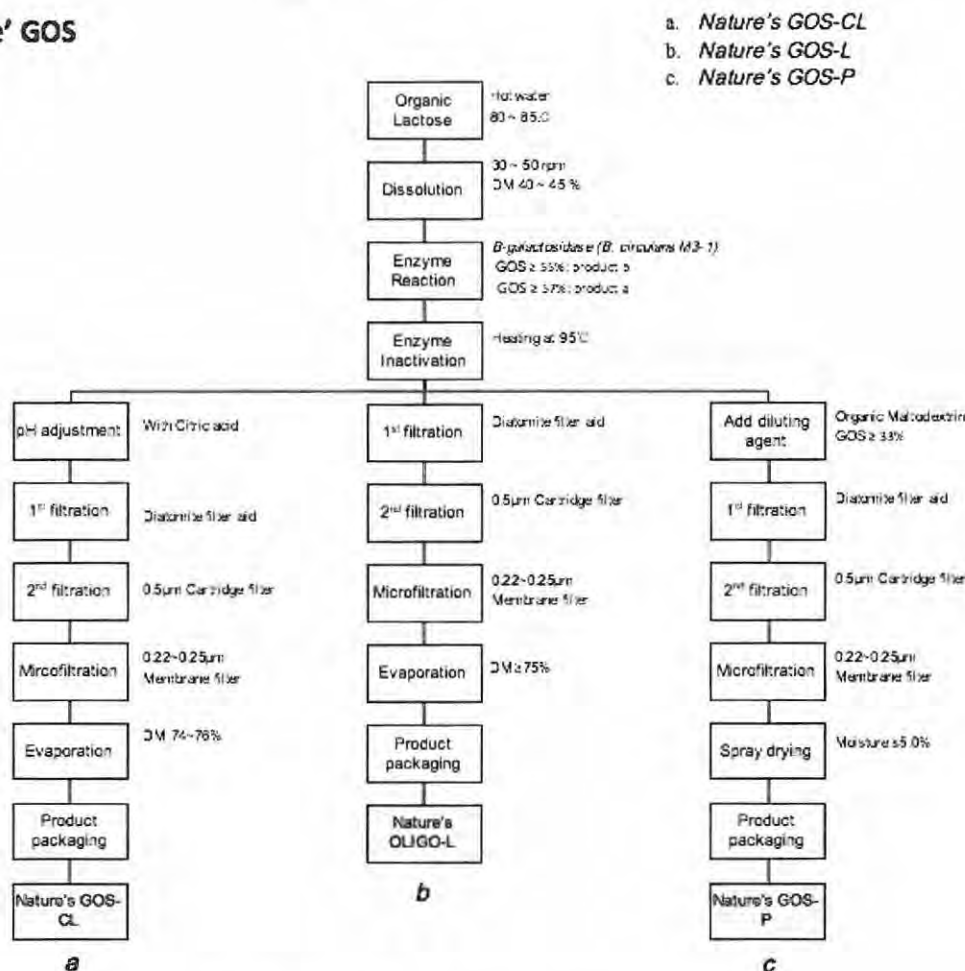 GOS
a. Nature's GOS-CL
b. Nature's GOS-L
c. Nature's GOS-P
Organic
Lactose
Hot water
Dissolution
30 ~ 50 rpm
DM 40 ~ 45 %
Enzyme
Reaction
B-galactosidase (B. circulans M3-1)
product b
GOS ≥ 57%: product a
Enzyme
Inactivation
Heating at 95℃
pH adjustment
With Citric acid
1st filtration
Diatomite filter aid
2nd filtration
0.5μm Cartridge filter
Mircofiltration
0.22~0.25μm
Membrane filter
Evaporation
DM 74~76%
Product
packaging
Nature's GOS-
CL
a
1st filtration
Diatomite filter aid
2nd filtration
0.5μm Cartridge filter
Microfiltration
0.22~0.25μm
Membrane filter
Evaporation
DM ≥ 75%
Product
packaging
Nature's
OLIGO-L
b
Add diluting
agent
Organic Maltodextrin
GOS ≥ 33%
1st filtration
Diatomite filter aid
2nd filtration
0.5μm Cartridge filter
Microfiltration
0.22~0.25μm
Membrane filter
Spray drying
Moisture ≤5.0%
Product
packaging
Nature's GOS-
P
c